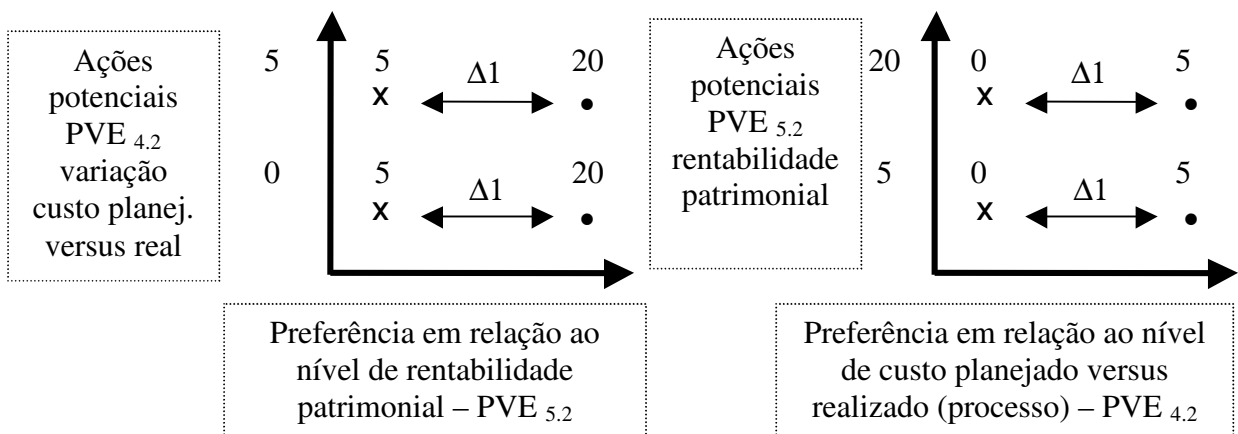 Ações
potenciais
PVE 4.2
variação
custo planej.
versus real
5
5
Δ1
20
x
•
0
5
Δ1
20
x
•
Preferência em relação ao
nível de rentabilidade
patrimonial – PVE 5.2
Ações
potenciais
PVE 5.2
rentabilidade
patrimonial
20
0
Δ1
5
x
•
5
0
Δ1
5
x
•
Preferência em relação ao nível
de custo planejado versus
realizado (processo) – PVE 4.2